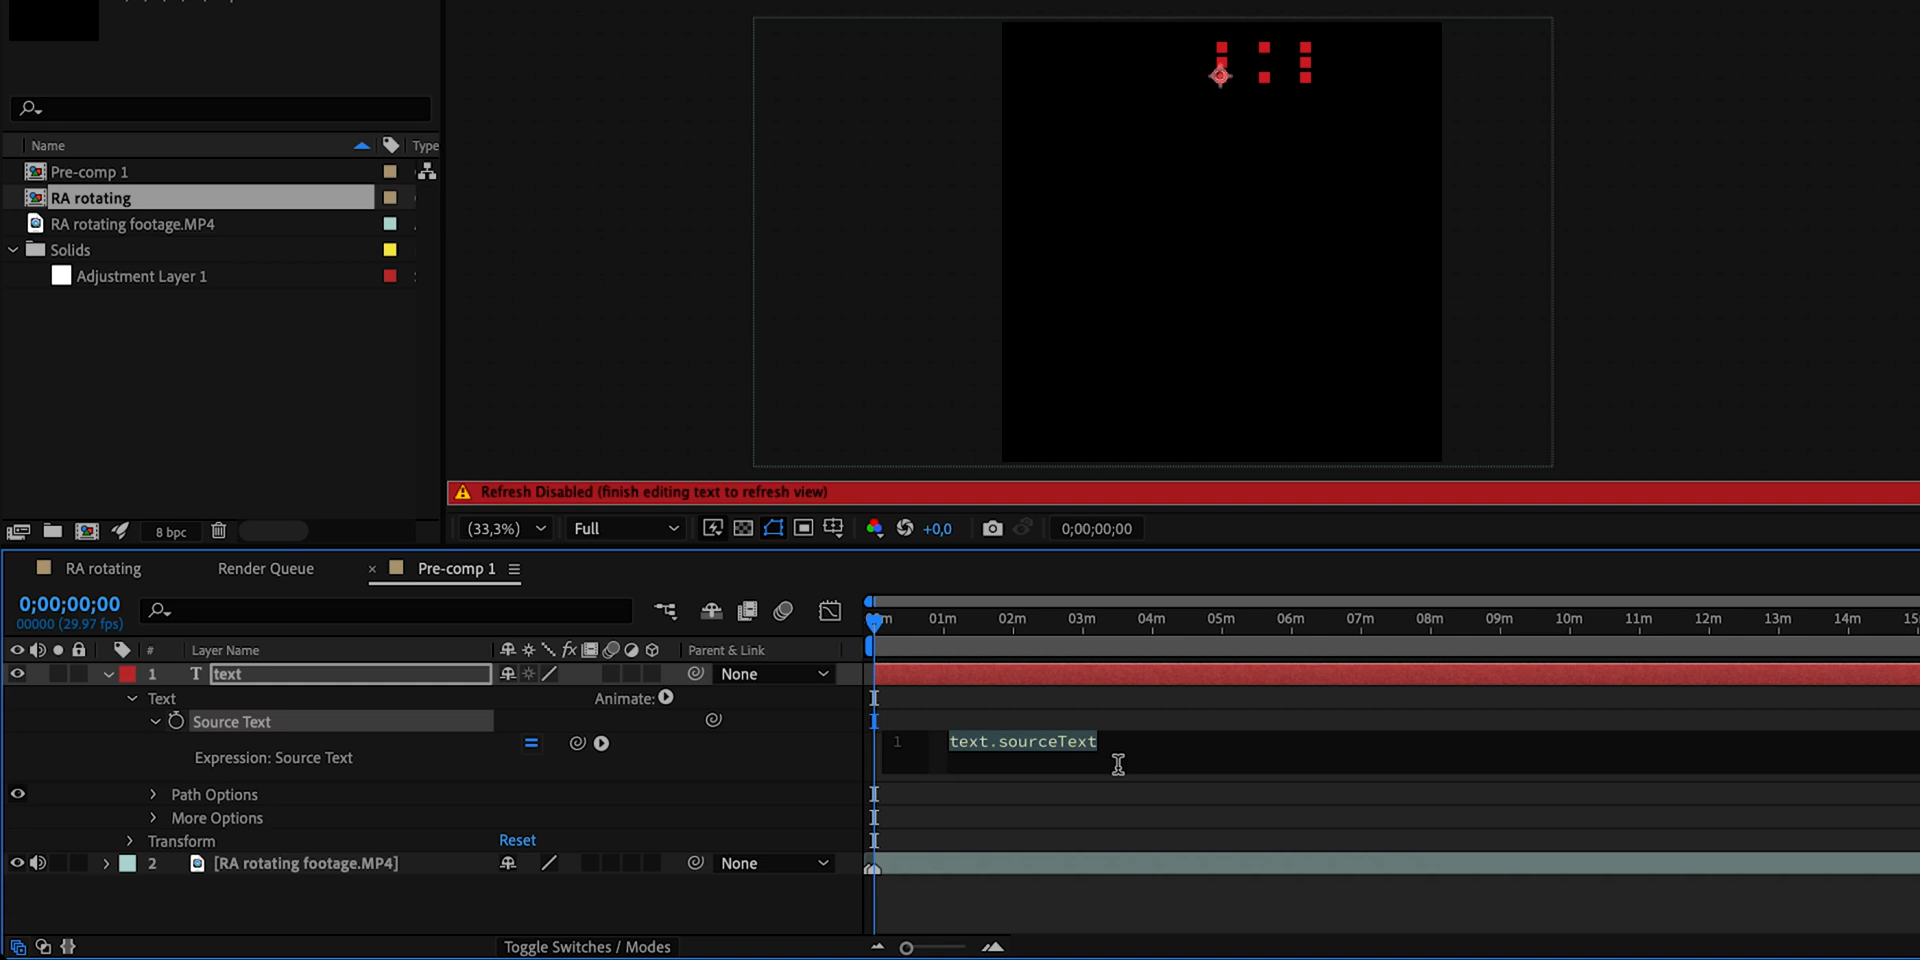 Name
Type
Pre-comp 1
RA rotating
RA rotating footage.MP4
Solids
Adjustment Layer 1
8 bpc
Refresh Disabled (finish editing text to refresh view)
(33,3%)
Full
+0,0
0;00;00;00
RA rotating
Render Queue
× Pre-comp 1
0;00;00;00
00000 (29.97 fps)
01m 02m 03m 04m 05m 06m 07m 08m 09m 10m 11m 12m 13m 14m 15
# Layer Name fx Parent & Link
1 T text None
Text Animate:
Source Text
1 text.sourceText
Expression: Source Text
Path Options
More Options
Transform Reset
2 [RA rotating footage.MP4] None
Toggle Switches / Modes